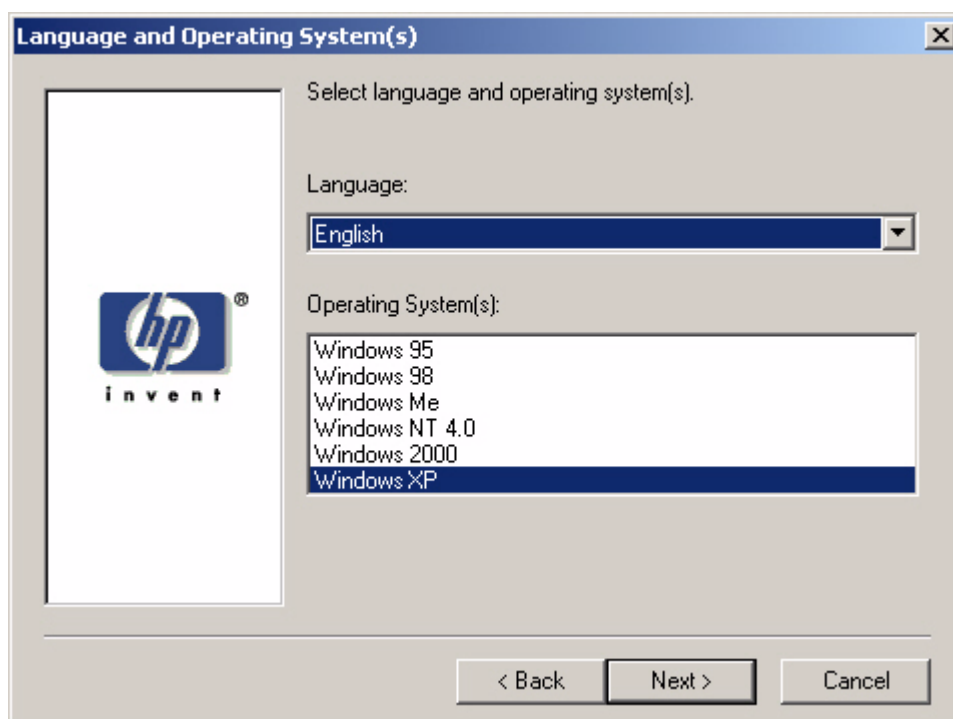 Language and Operating System(s)
Select language and operating system(s).
Language:
English
hp
®
invent
Operating System(s):
Windows 95
Windows 98
Windows Me
Windows NT 4.0
Windows 2000
Windows XP
< Back
Next >
Cancel